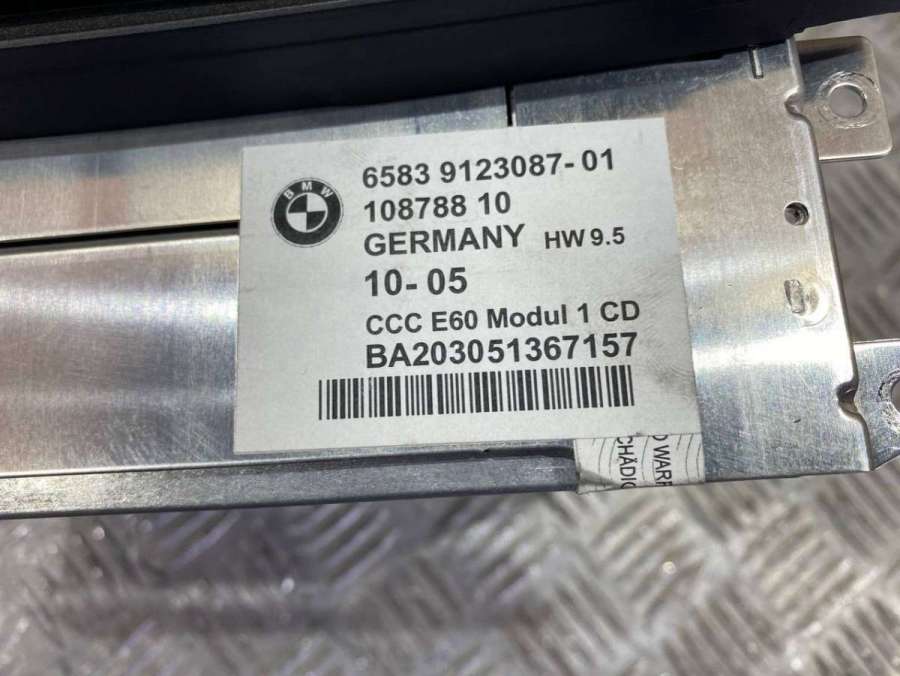 BMW
6583 9123087-01
108788 10
GERMANY HW 9.5
10-05
CCC E60 Modul 1 CD
BA203051367157